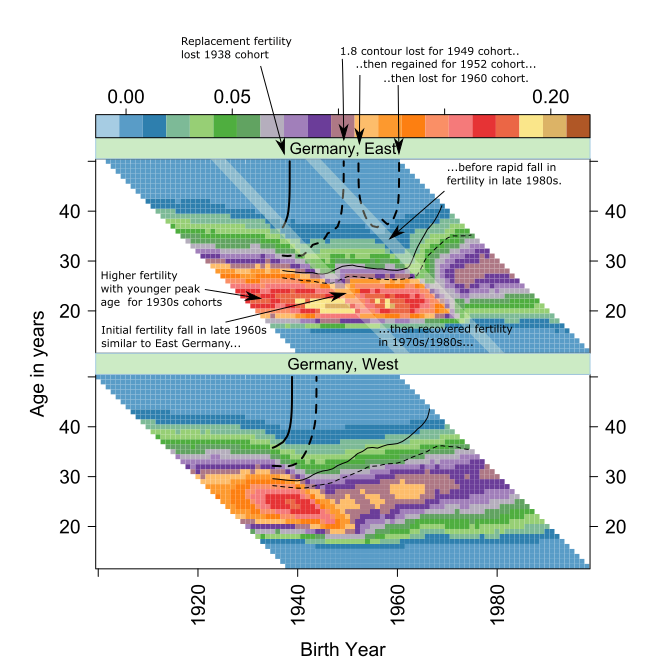 Replacement fertility
lost 1938 cohort
1.8 contour lost for 1949 cohort..
..then regained for 1952 cohort...
..then lost for 1960 cohort.
0.00
0.05
0.20
Germany, East
...before rapid fall in
fertility in late 1980s.
40
40
30
30
Higher fertility
with younger peak
age for 1930s cohorts
20
20
Initial fertility fall in late 1960s
similar to East Germany...
...then recovered fertility
in 1970s/1980s...
Germany, West
Age in years
40
40
30
30
20
20
1920
1940
1960
1980
Birth Year